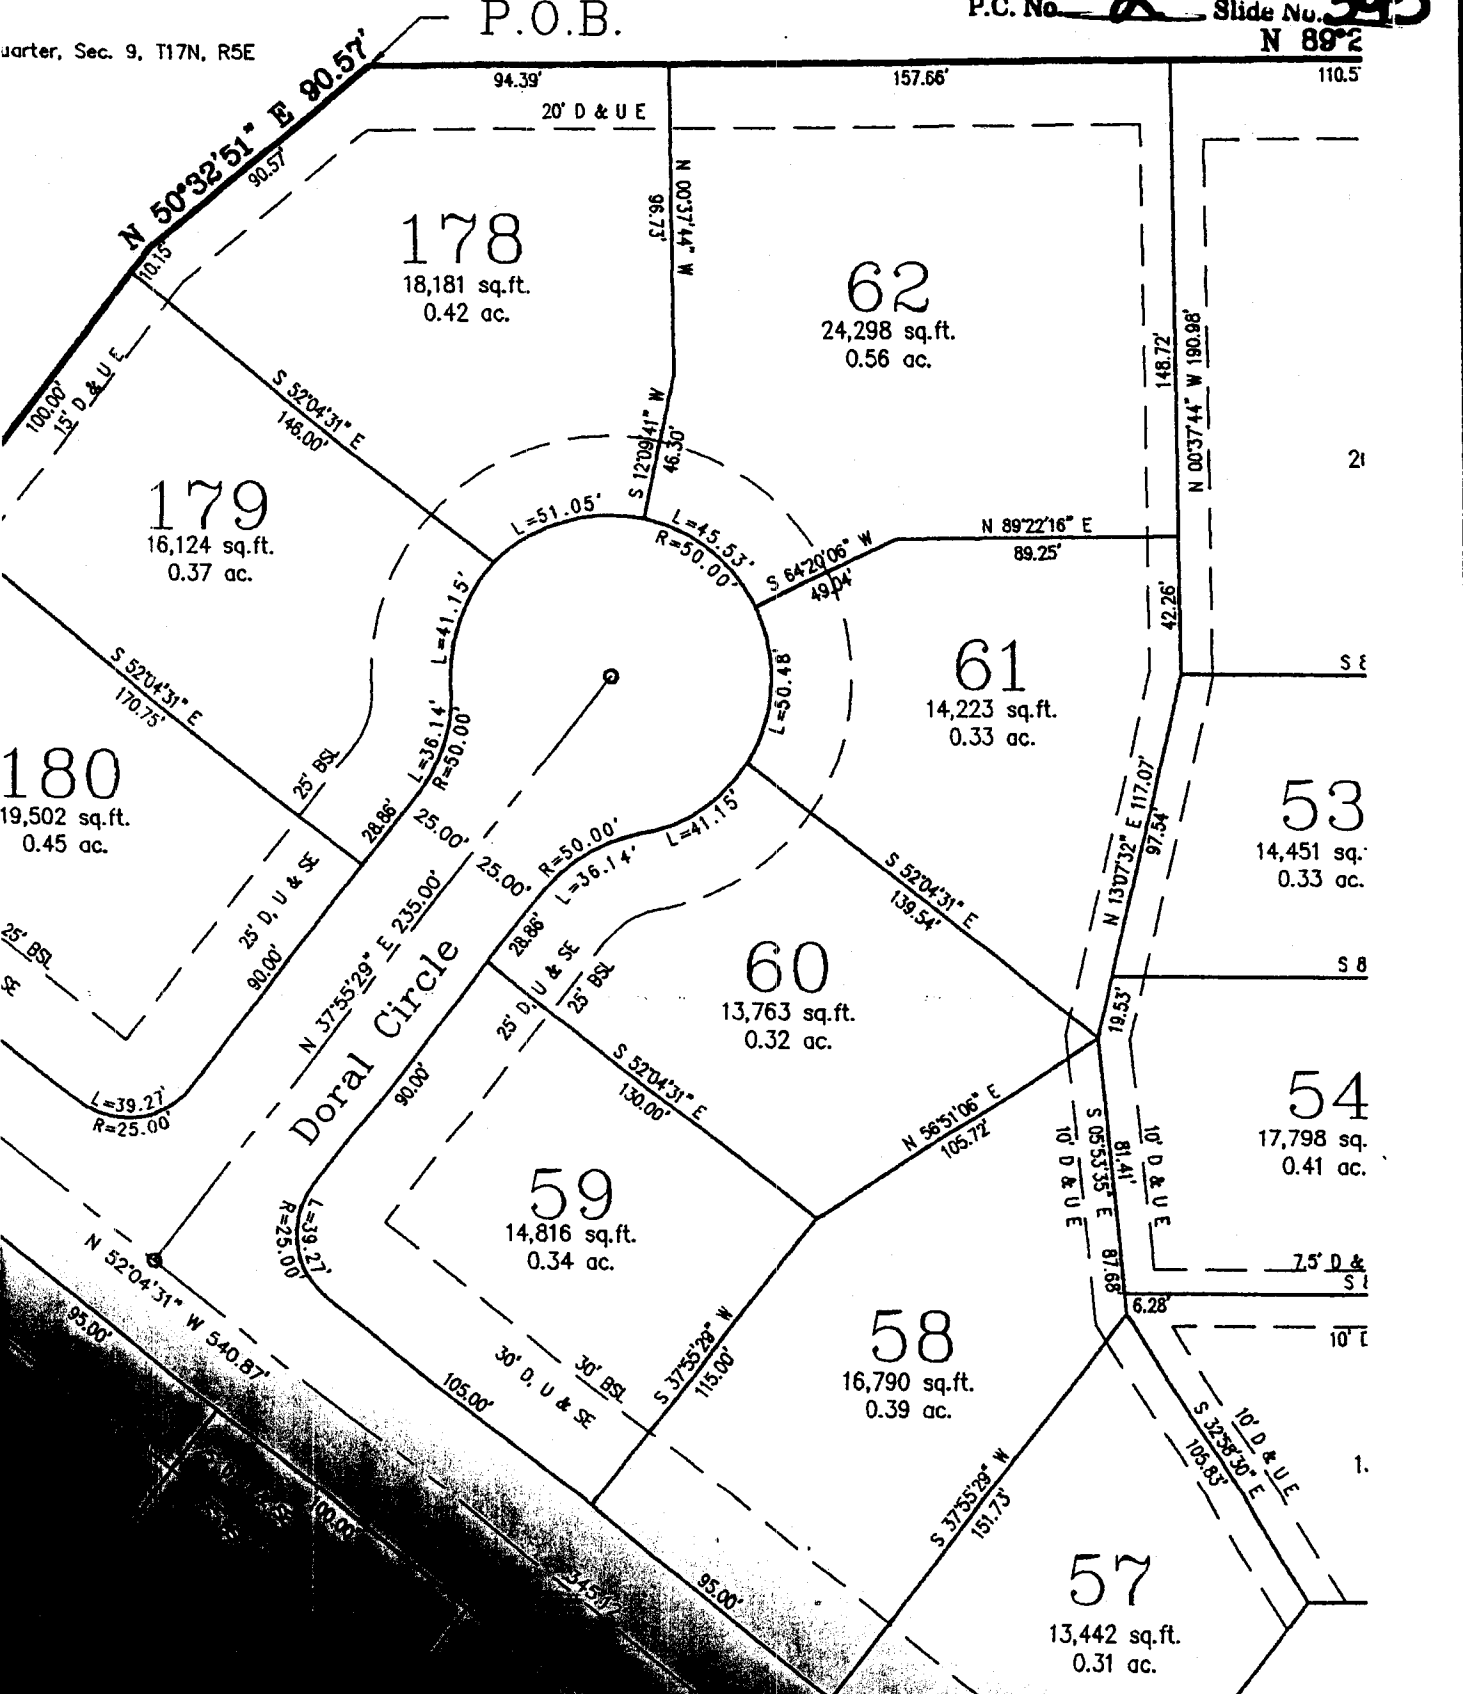 P.O.B.
P.C. No.
Slide No. 395
uarter, Sec. 9, T17N, R5E
N 89°2
N 50°32'51" E 90.57'
90.57'
94.39'
157.66'
110.5
20' D & U E
10.15'
N 00°37'44" W
96.73'
178
18,181 sq.ft.
0.42 ac.
62
24,298 sq.ft.
0.56 ac.
148.72'
N 00°37'44" W 190.98'
100.00'
15' D & U E
S 52°04'31" E
146.00'
S 12°09'41" W
46.30'
179
16,124 sq.ft.
0.37 ac.
L=51.05'
L=45.53'
R=50.00'
N 89°22'16" E
89.25'
S 64°20'06" W
49.04'
42.26'
L=41.15'
61
14,223 sq.ft.
0.33 ac.
S 8
L=50.48'
S 52°04'31" E
170.75'
L=36.14'
R=50.00'
25' BSL
180
19,502 sq.ft.
0.45 ac.
28.86'
25.00'
25.00'
R=50.00'
L=36.14'
L=41.15'
N 13°07'32" E 117.07'
97.54'
53
14,451 sq.
0.33 ac.
S 52°04'31" E
139.54'
25' D, U & SE
90.00'
25' BSL
SE
N 37°55'29" E 235.00'
Doral Circle
28.86'
25' D, U & SE
25' BSL
60
13,763 sq.ft.
0.32 ac.
S 8
19.53'
S 52°04'31" E
130.00'
90.00'
L=39.27'
R=25.00'
N 56°51'06" E
105.72'
54
17,798 sq.
0.41 ac.
10' D & U E
S 05°53'35" E
81.41'
10' D & U E
87.68'
59
14,816 sq.ft.
0.34 ac.
L=39.27'
R=25.00'
7.5' D &
S 8
6.28'
10' D
N 52°04'31" W 540.87'
95.00'
30' BSL
30' D, U & SE
105.00'
S 37°55'29" W
115.00'
58
16,790 sq.ft.
0.39 ac.
10' D & U E
S 32°58'30" E
105.83'
1.
S 37°55'29" W
151.73'
100.00'
95.00'
57
13,442 sq.ft.
0.31 ac.